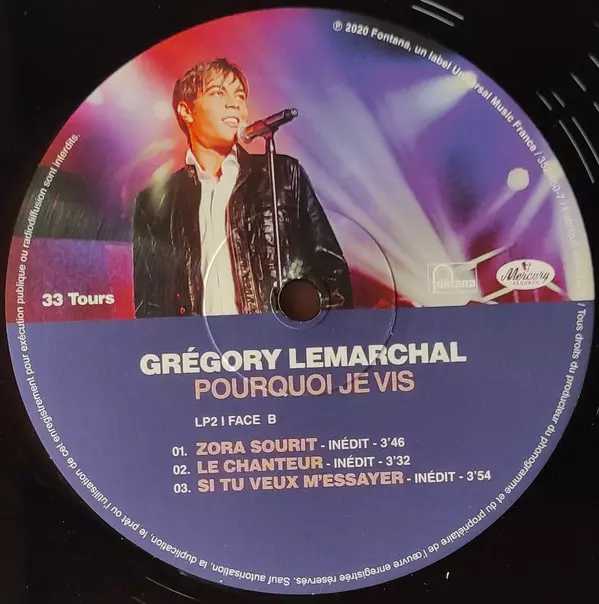 ℗ 2020 Fontana, un label Universal Music France /
/ Tous droits du producteur du phonogramme et du propriétaire de l'œuvre enregistrée réservés. Sauf autorisation, la duplication, le prêt ou l'utilisation de cet enregistrement pour exécution publique ou radiodiffusion sont interdits.
33 Tours
fontana
Mercury
RECORDS
GRÉGORY LEMARCHAL
POURQUOI JE VIS
LP2 I FACE B
01. ZORA SOURIT - INÉDIT - 3'46
02. LE CHANTEUR - INÉDIT - 3'32
03. SI TU VEUX M'ESSAYER - INÉDIT - 3'54